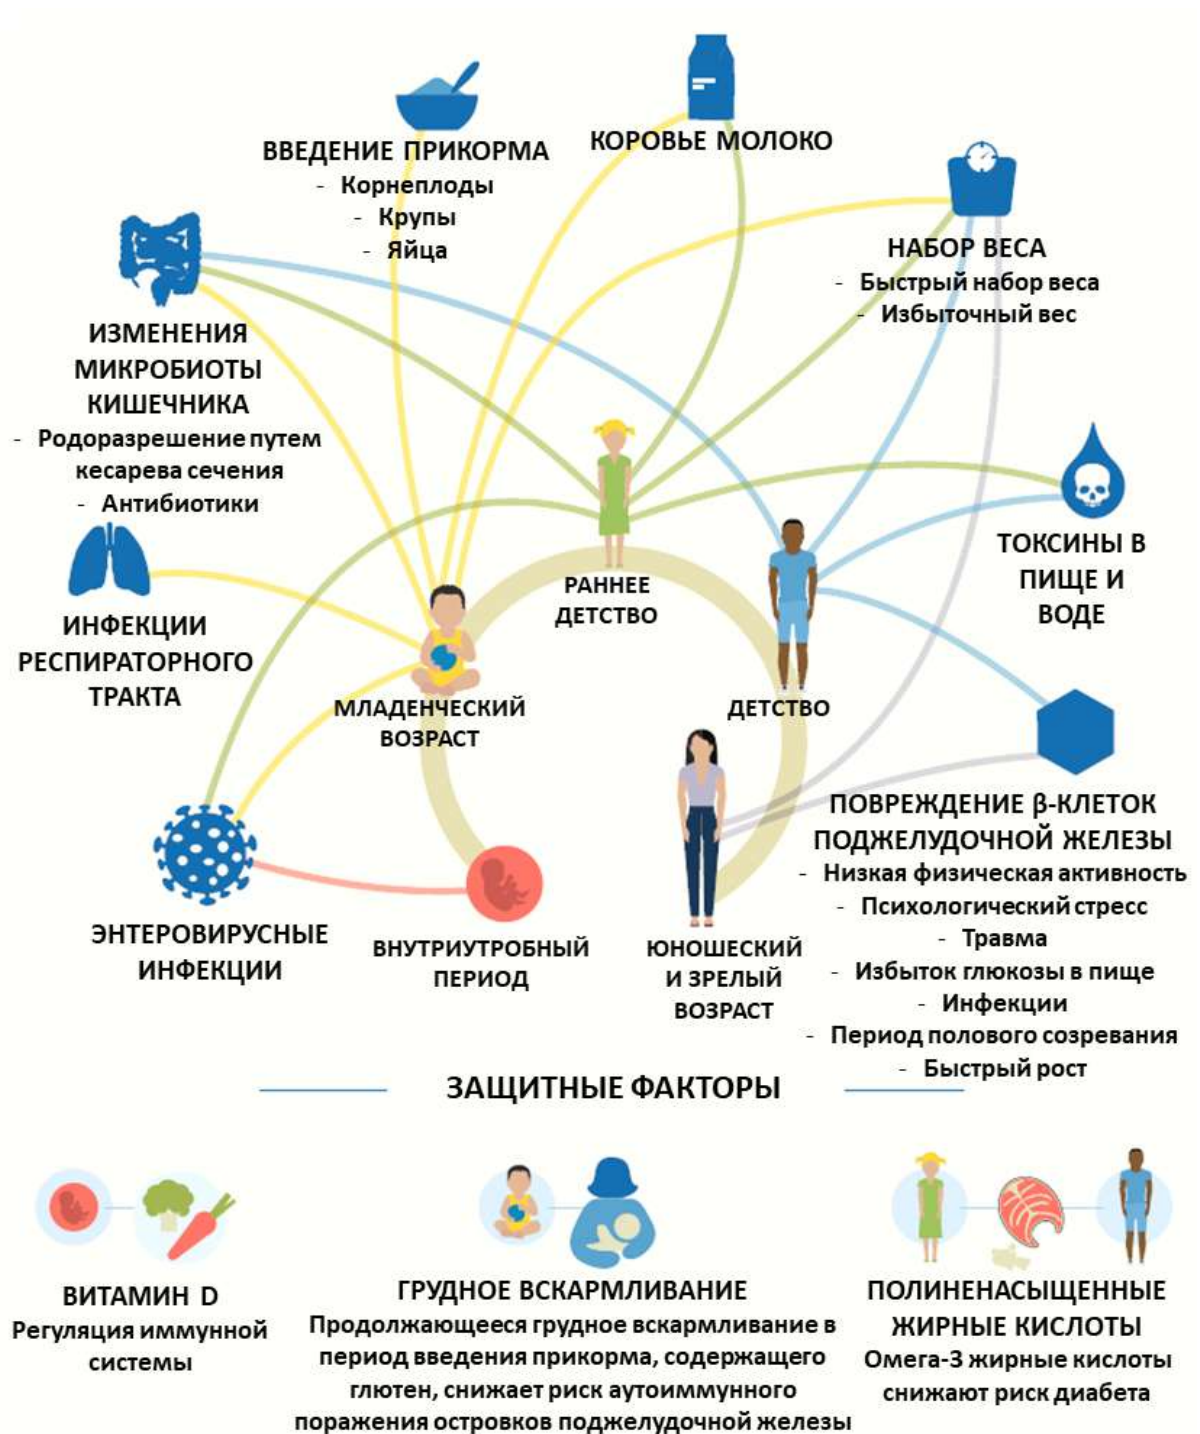 ВВЕДЕНИЕ ПРИКОРМА
- Корнеплоды
- Крупы
- Яйца
КОРОВЬЕ МОЛОКО
НАБОР ВЕСА
- Быстрый набор веса
- Избыточный вес
ИЗМЕНЕНИЯ
МИКРОБИОТЫ
КИШЕЧНИКА
- Родоразрешение путем
кесарева сечения
- Антибиотики
ТОКСИНЫ В
ПИЩЕ И
ВОДЕ
ИНФЕКЦИИ
РЕСПИРАТОРНОГО
ТРАКТА
РАННЕЕ
ДЕТСТВО
МЛАДЕНЧЕСКИЙ
ВОЗРАСТ
ДЕТСТВО
ЭНТЕРОВИРУСНЫЕ
ИНФЕКЦИИ
ВНУТРИУТРОБНЫЙ
ПЕРИОД
ЮНОШЕСКИЙ
И ЗРЕЛЫЙ
ВОЗРАСТ
ПОВРЕЖДЕНИЕ β-КЛЕТОК
ПОДЖЕЛУДОЧНОЙ ЖЕЛЕЗЫ
- Низкая физическая активность
- Психологический стресс
- Травма
- Избыток глюкозы в пище
- Инфекции
- Период полового созревания
- Быстрый рост
ЗАЩИТНЫЕ ФАКТОРЫ
ВИТАМИН D
Регуляция иммунной
системы
ГРУДНОЕ ВСКАРМЛИВАНИЕ
Продолжающееся грудное вскармливание в
период введения прикорма, содержащего
глютен, снижает риск аутоиммунного
поражения островков поджелудочной железы
ПОЛИНЕНАСЫЩЕННЫЕ
ЖИРНЫЕ КИСЛОТЫ
Омега-3 жирные кислоты
снижают риск диабета